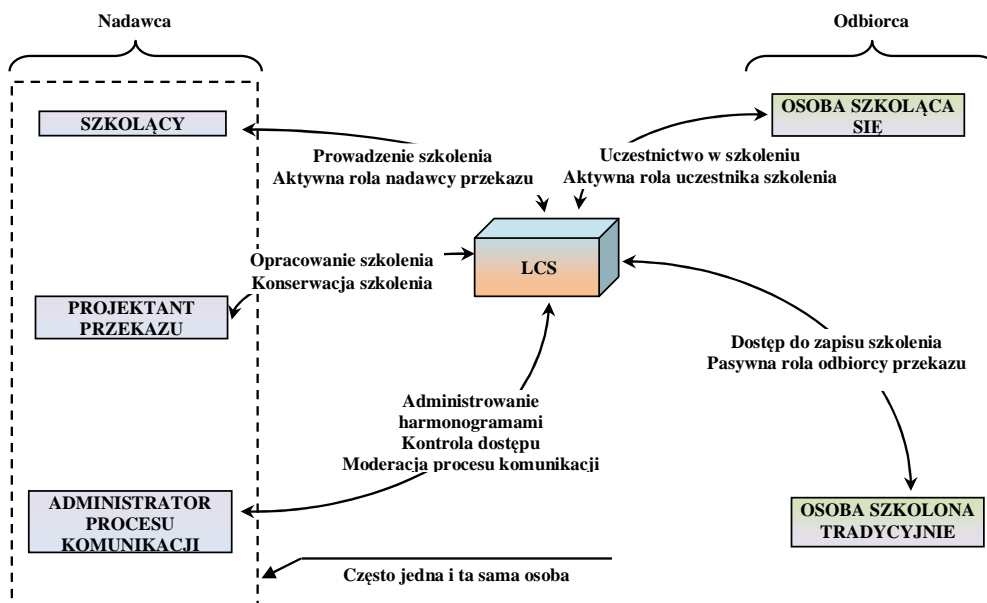 Nadawca
Odbiorca
SZKOLĄCY
OSOBA SZKOLĄCA
SIĘ
Prowadzenie szkolenia
Aktywna rola nadawcy przekazu
Uczestnictwo w szkoleniu
Aktywna rola uczestnika szkolenia
Opracowanie szkolenia
Konserwacja szkolenia
LCS
PROJEKTANT
PRZEKAZU
Dostęp do zapisu szkolenia
Pasywna rola odbiorcy przekazu
Administrowanie
harmonogramami
Kontrola dostępu
Moderacja procesu komunikacji
ADMINISTRATOR
PROCESU
KOMUNIKACJI
OSOBA SZKOLONA
TRADYCYJNIE
Często jedna i ta sama osoba